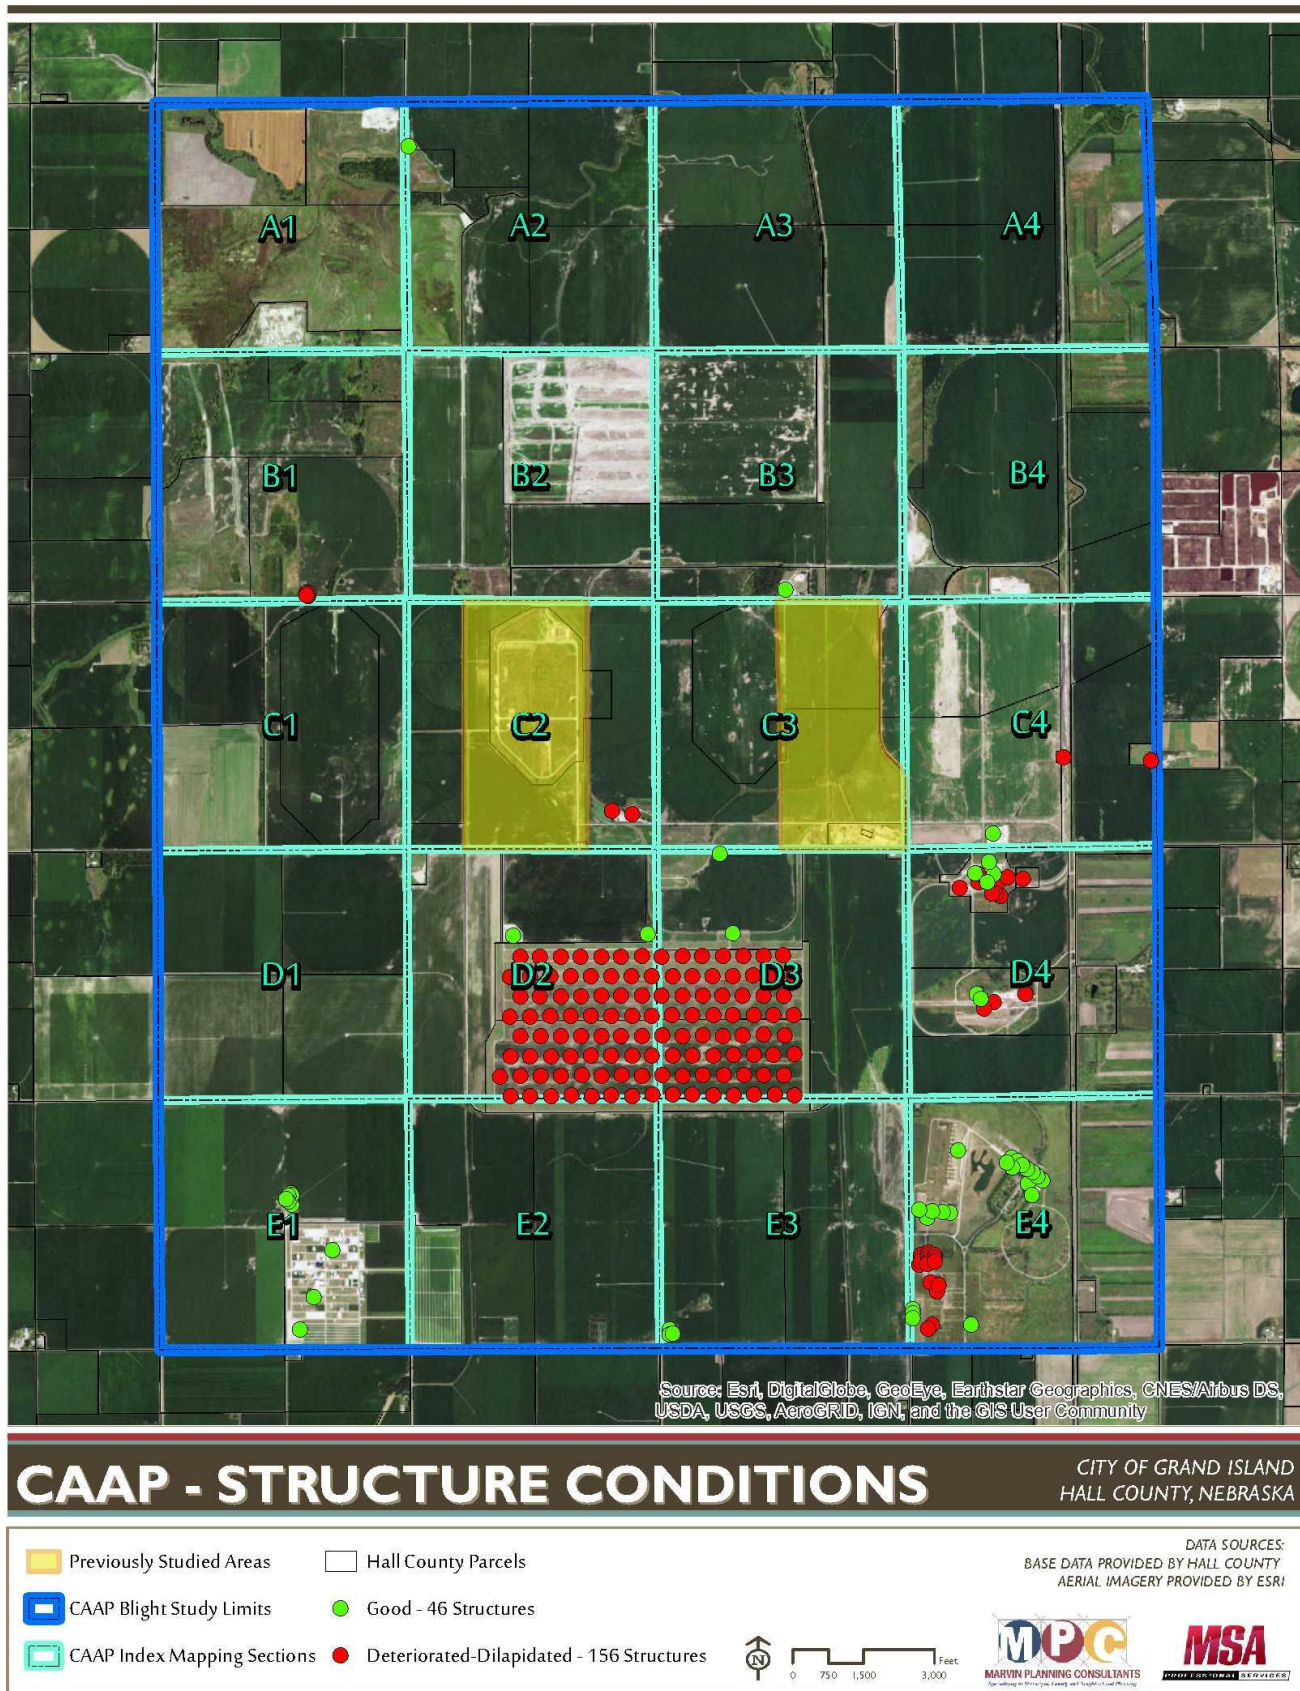 A1
A2
A3
A4
B1
B2
B3
B4
C1
C2
C3
C4
D1
D2
D3
D4
E1
E2
E3
E4
Source: Esri, DigitalGlobe, GeoEye, Earthstar Geographics, CNES/Airbus DS,
USDA, USGS, AeroGRID, IGN, and the GIS User Community
CAAP - STRUCTURE CONDITIONS
CITY OF GRAND ISLAND
HALL COUNTY, NEBRASKA
Previously Studied Areas
Hall County Parcels
CAAP Blight Study Limits
Good - 46 Structures
CAAP Index Mapping Sections
Deteriorated-Dilapidated - 156 Structures
DATA SOURCES:
BASE DATA PROVIDED BY HALL COUNTY
AERIAL IMAGERY PROVIDED BY ESRI
N
Feet
0 750 1,500 3,000
MPC
MARVIN PLANNING CONSULTANTS
MSA
PROFESSIONAL SERVICES